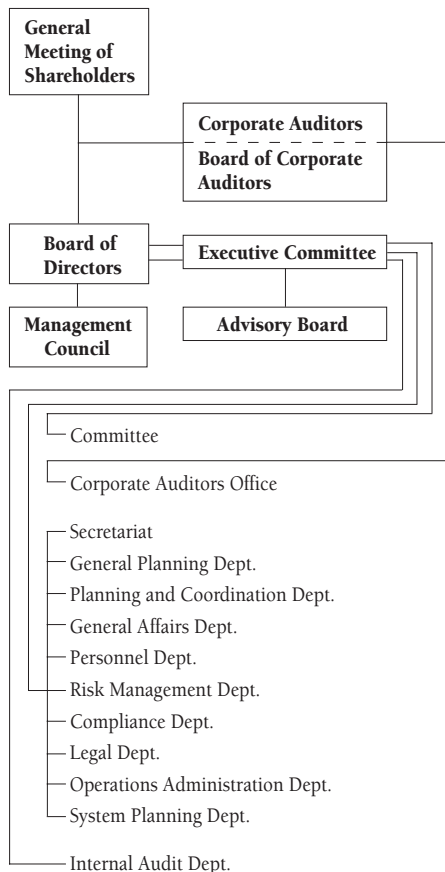 General
Meeting of
Shareholders
Corporate Auditors
Board of Corporate
Auditors
Board of
Directors
Executive Committee
Management
Council
Advisory Board
Committee
Corporate Auditors Office
Secretariat
General Planning Dept.
Planning and Coordination Dept.
General Affairs Dept.
Personnel Dept.
Risk Management Dept.
Compliance Dept.
Legal Dept.
Operations Administration Dept.
System Planning Dept.
Internal Audit Dept.